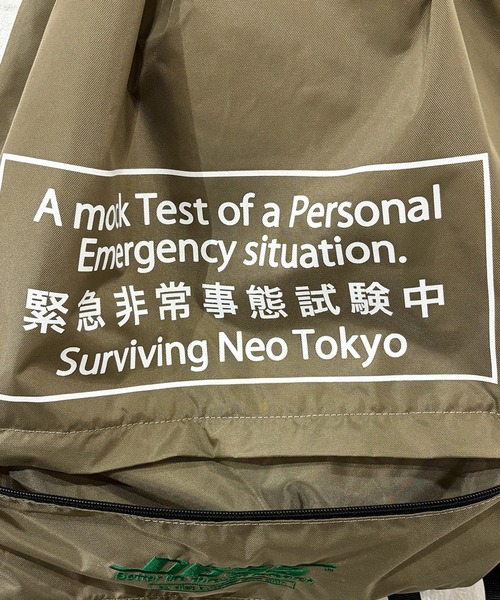 A mock Test of a Personal
Emergency situation.
緊急非常事態試験中
Surviving Neo Tokyo